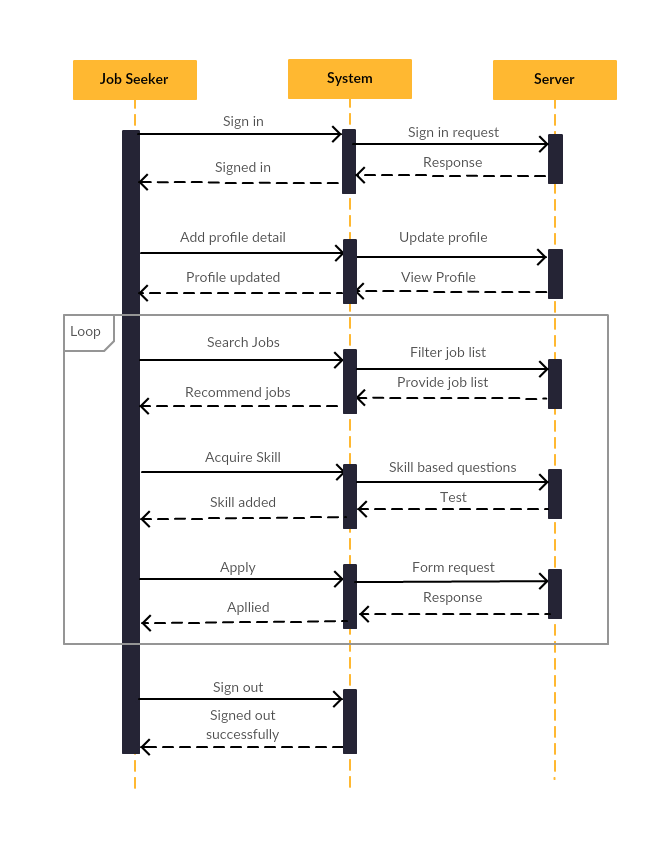 Job Seeker
System
Server
Sign in
Sign in request
Response
Signed in
Add profile detail
Update profile
Profile updated
View Profile
Loop
Search Jobs
Filter job list
Provide job list
Recommend jobs
Acquire Skill
Skill based questions
Test
Skill added
Apply
Form request
Response
Apllied
Sign out
Signed out
successfully